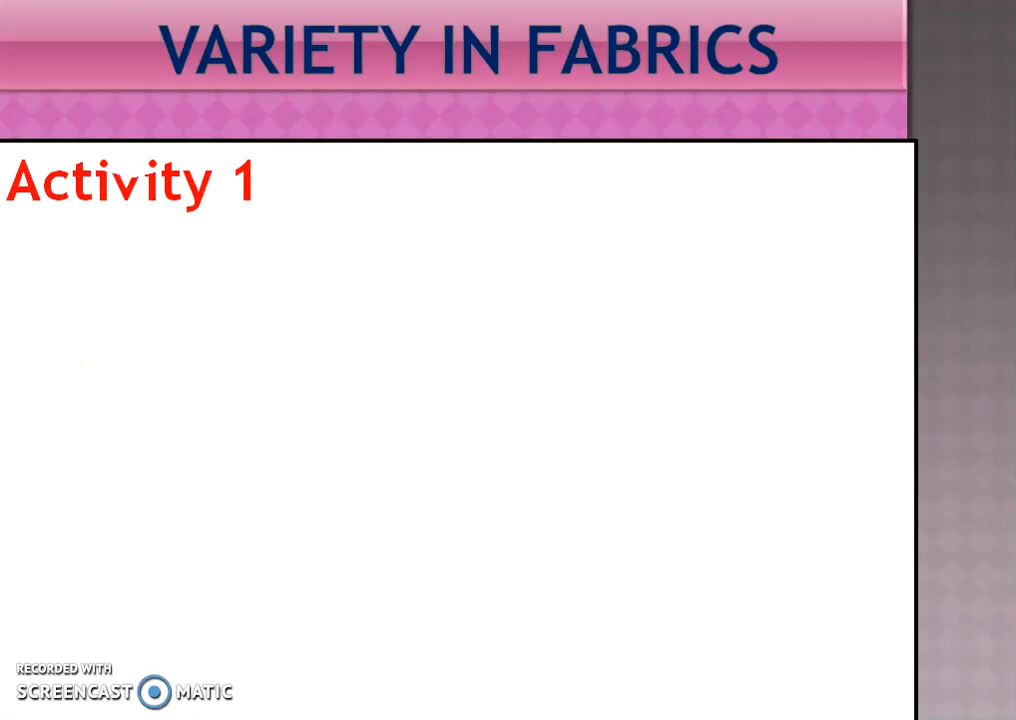 VARIETY IN FABRICS
Activity 1
RECORDED WITH
SCREENCAST MATIC